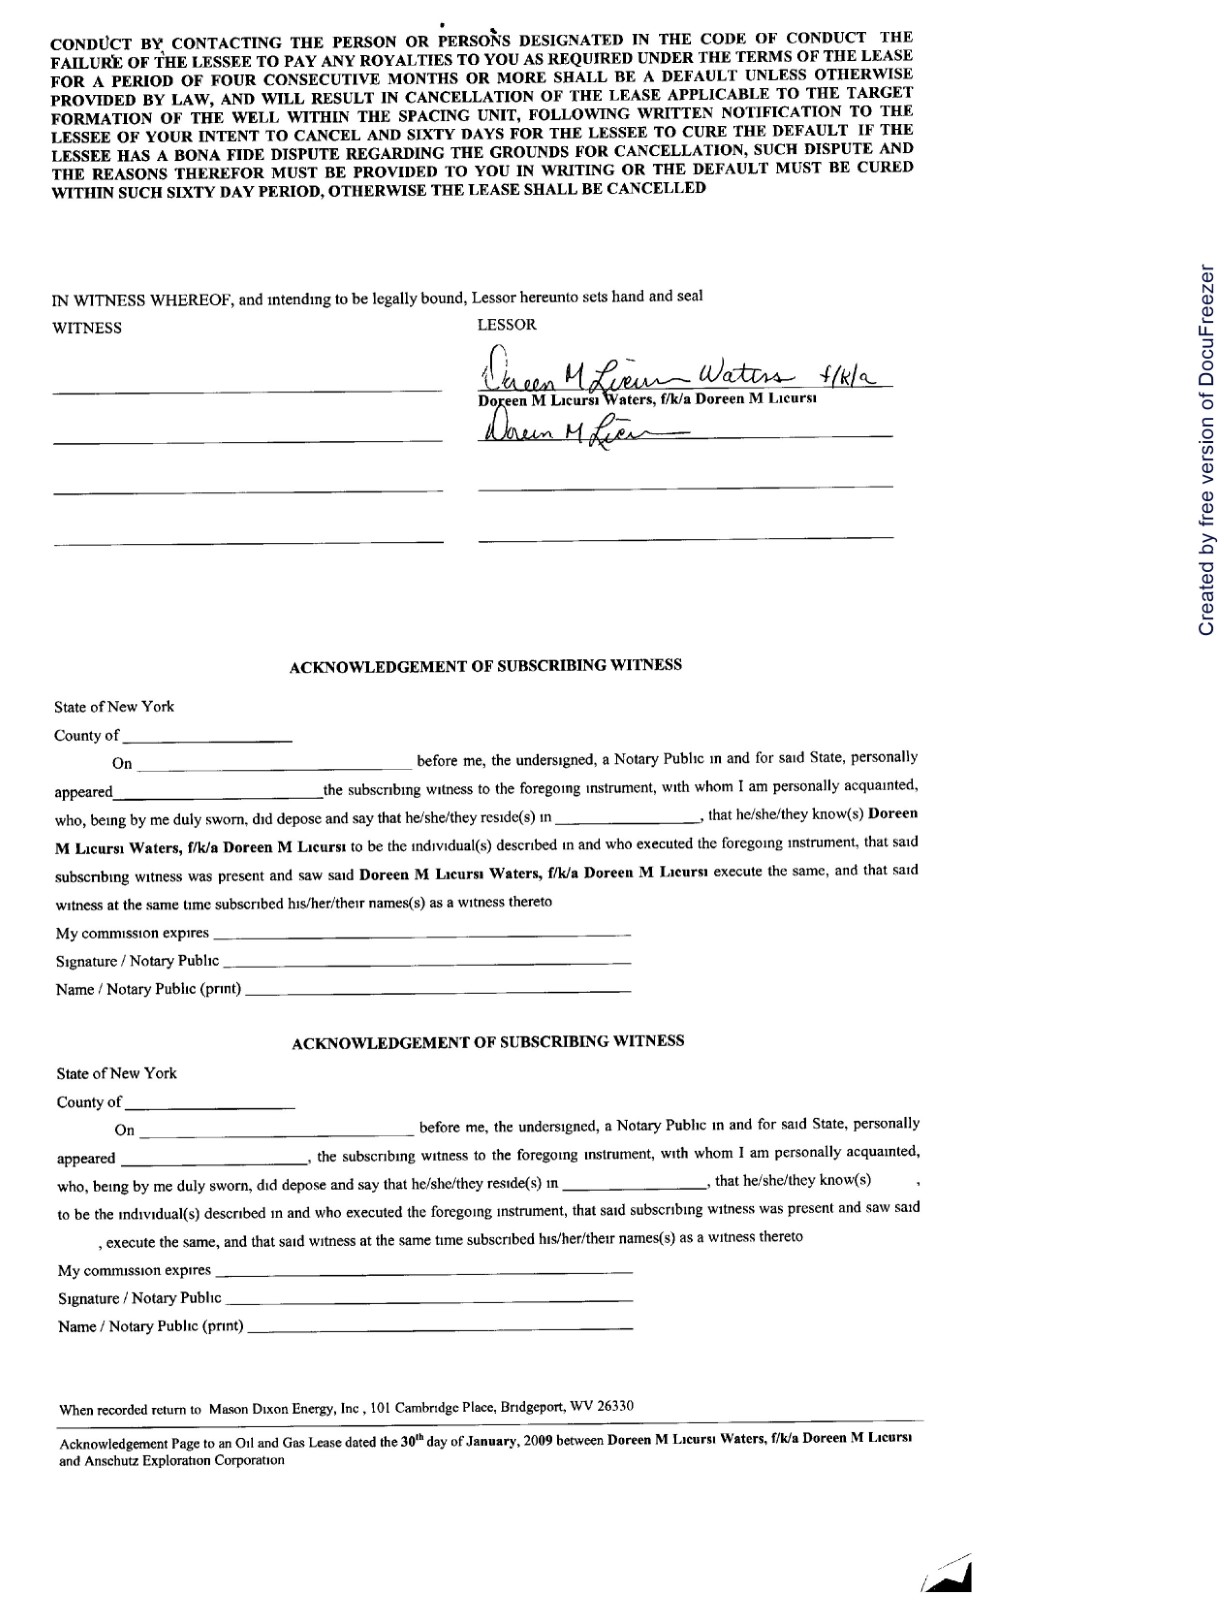 CONDUCT BY CONTACTING THE PERSON OR PERSONS DESIGNATED IN THE CODE OF CONDUCT THE
FAILURE OF THE LESSEE TO PAY ANY ROYALTIES TO YOU AS REQUIRED UNDER THE TERMS OF THE LEASE
FOR A PERIOD OF FOUR CONSECUTIVE MONTHS OR MORE SHALL BE A DEFAULT UNLESS OTHERWISE
PROVIDED BY LAW, AND WILL RESULT IN CANCELLATION OF THE LEASE APPLICABLE TO THE TARGET
FORMATION OF THE WELL WITHIN THE SPACING UNIT, FOLLOWING WRITTEN NOTIFICATION TO THE
LESSEE OF YOUR INTENT TO CANCEL AND SIXTY DAYS FOR THE LESSEE TO CURE THE DEFAULT IF THE
LESSEE HAS A BONA FIDE DISPUTE REGARDING THE GROUNDS FOR CANCELLATION, SUCH DISPUTE AND
THE REASONS THEREFOR MUST BE PROVIDED TO YOU IN WRITING OR THE DEFAULT MUST BE CURED
WITHIN SUCH SIXTY DAY PERIOD, OTHERWISE THE LEASE SHALL BE CANCELLED
IN WITNESS WHEREOF, and intending to be legally bound, Lessor hereunto sets hand and seal
WITNESS LESSOR
Doreen M Licursi Waters f/k/a
Doreen M Licursi Waters, f/k/a Doreen M Licursi
Doreen M Licursi
ACKNOWLEDGEMENT OF SUBSCRIBING WITNESS
State of New York
County of
On before me, the undersigned, a Notary Public in and for said State, personally
appeared the subscribing witness to the foregoing instrument, with whom I am personally acquainted,
who, being by me duly sworn, did depose and say that he/she/they reside(s) in , that he/she/they know(s) Doreen
M Licursi Waters, f/k/a Doreen M Licursi to be the individual(s) described in and who executed the foregoing instrument, that said
subscribing witness was present and saw said Doreen M Licursi Waters, f/k/a Doreen M Licursi execute the same, and that said
witness at the same time subscribed his/her/their names(s) as a witness thereto
My commission expires
Signature / Notary Public
Name / Notary Public (print)
ACKNOWLEDGEMENT OF SUBSCRIBING WITNESS
State of New York
County of
On before me, the undersigned, a Notary Public in and for said State, personally
appeared , the subscribing witness to the foregoing instrument, with whom I am personally acquainted,
who, being by me duly sworn, did depose and say that he/she/they reside(s) in , that he/she/they know(s) ,
to be the individual(s) described in and who executed the foregoing instrument, that said subscribing witness was present and saw said
, execute the same, and that said witness at the same time subscribed his/her/their names(s) as a witness thereto
My commission expires
Signature / Notary Public
Name / Notary Public (print)
When recorded return to Mason Dixon Energy, Inc , 101 Cambridge Place, Bridgeport, WV 26330
Acknowledgement Page to an Oil and Gas Lease dated the 30th day of January, 2009 between Doreen M Licursi Waters, f/k/a Doreen M Licursi
and Anschutz Exploration Corporation
Created by free version of DocuFreezer